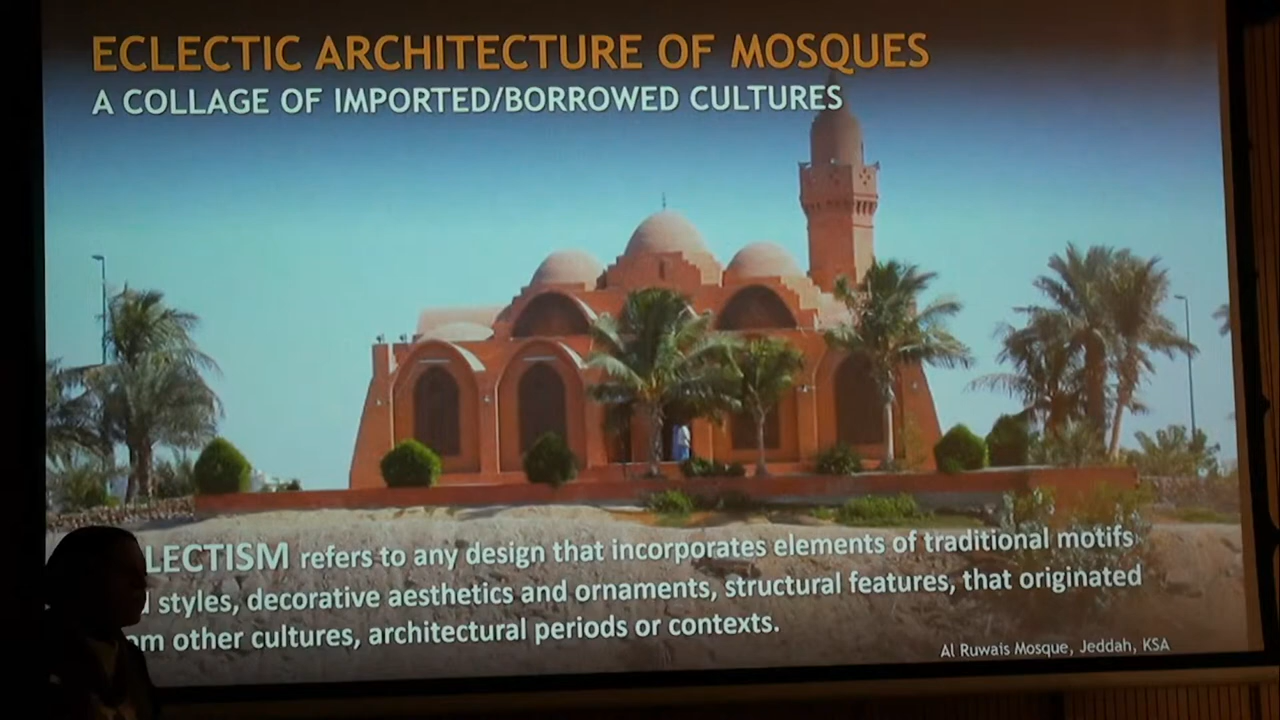 ECLECTIC ARCHITECTURE OF MOSQUES
A COLLAGE OF IMPORTED/BORROWED CULTURES
LECTISM refers to any design that incorporates elements of traditional motifs
styles, decorative aesthetics and ornaments, structural features, that originated
om other cultures, architectural periods or contexts.
Al Ruwais Mosque, Jeddah, KSA